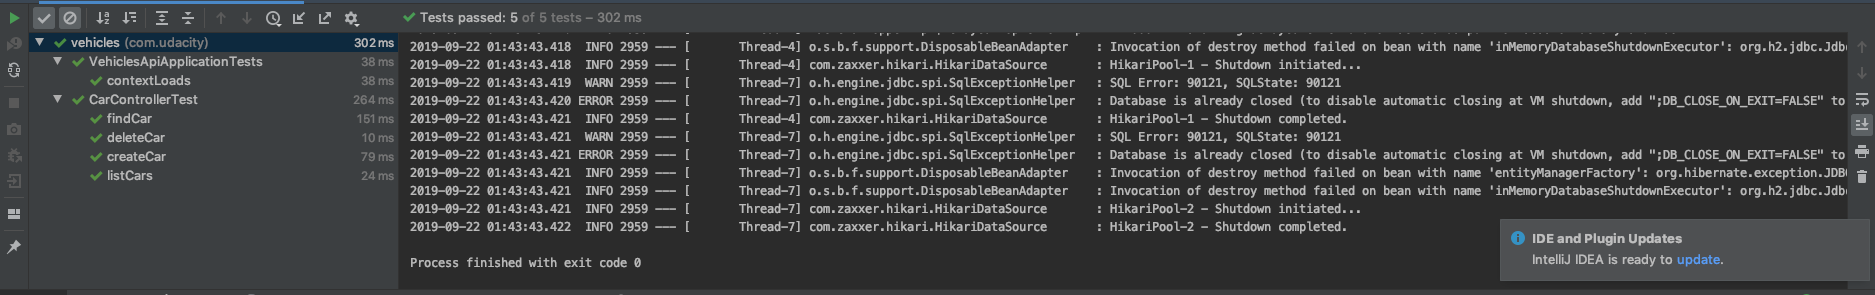 Tests passed: 5 of 5 tests – 302 ms
vehicles (com.udacity) 302 ms
VehiclesApiApplicationTests 38 ms
contextLoads 38 ms
CarControllerTest 264 ms
findCar 151 ms
deleteCar 10 ms
createCar 79 ms
listCars 24 ms
2019-09-22 01:43:43.418 INFO 2959 --- [ Thread-4] o.s.b.f.support.DisposableBeanAdapter : Invocation of destroy method failed on bean with name 'inMemoryDatabaseShutdownExecutor': org.h2.jdbc.Jdbc
2019-09-22 01:43:43.418 INFO 2959 --- [ Thread-4] com.zaxxer.hikari.HikariDataSource : HikariPool-1 - Shutdown initiated...
2019-09-22 01:43:43.419 WARN 2959 --- [ Thread-7] o.h.engine.jdbc.spi.SqlExceptionHelper : SQL Error: 90121, SQLState: 90121
2019-09-22 01:43:43.420 ERROR 2959 --- [ Thread-7] o.h.engine.jdbc.spi.SqlExceptionHelper : Database is already closed (to disable automatic closing at VM shutdown, add ";DB_CLOSE_ON_EXIT=FALSE" to
2019-09-22 01:43:43.421 INFO 2959 --- [ Thread-4] com.zaxxer.hikari.HikariDataSource : HikariPool-1 - Shutdown completed.
2019-09-22 01:43:43.421 WARN 2959 --- [ Thread-7] o.h.engine.jdbc.spi.SqlExceptionHelper : SQL Error: 90121, SQLState: 90121
2019-09-22 01:43:43.421 ERROR 2959 --- [ Thread-7] o.h.engine.jdbc.spi.SqlExceptionHelper : Database is already closed (to disable automatic closing at VM shutdown, add ";DB_CLOSE_ON_EXIT=FALSE" to
2019-09-22 01:43:43.421 INFO 2959 --- [ Thread-7] o.s.b.f.support.DisposableBeanAdapter : Invocation of destroy method failed on bean with name 'entityManagerFactory': org.hibernate.exception.JDBC
2019-09-22 01:43:43.421 INFO 2959 --- [ Thread-7] o.s.b.f.support.DisposableBeanAdapter : Invocation of destroy method failed on bean with name 'inMemoryDatabaseShutdownExecutor': org.h2.jdbc.Jdbc
2019-09-22 01:43:43.421 INFO 2959 --- [ Thread-7] com.zaxxer.hikari.HikariDataSource : HikariPool-2 - Shutdown initiated...
2019-09-22 01:43:43.422 INFO 2959 --- [ Thread-7] com.zaxxer.hikari.HikariDataSource : HikariPool-2 - Shutdown completed.
Process finished with exit code 0
IDE and Plugin Updates
IntelliJ IDEA is ready to update.